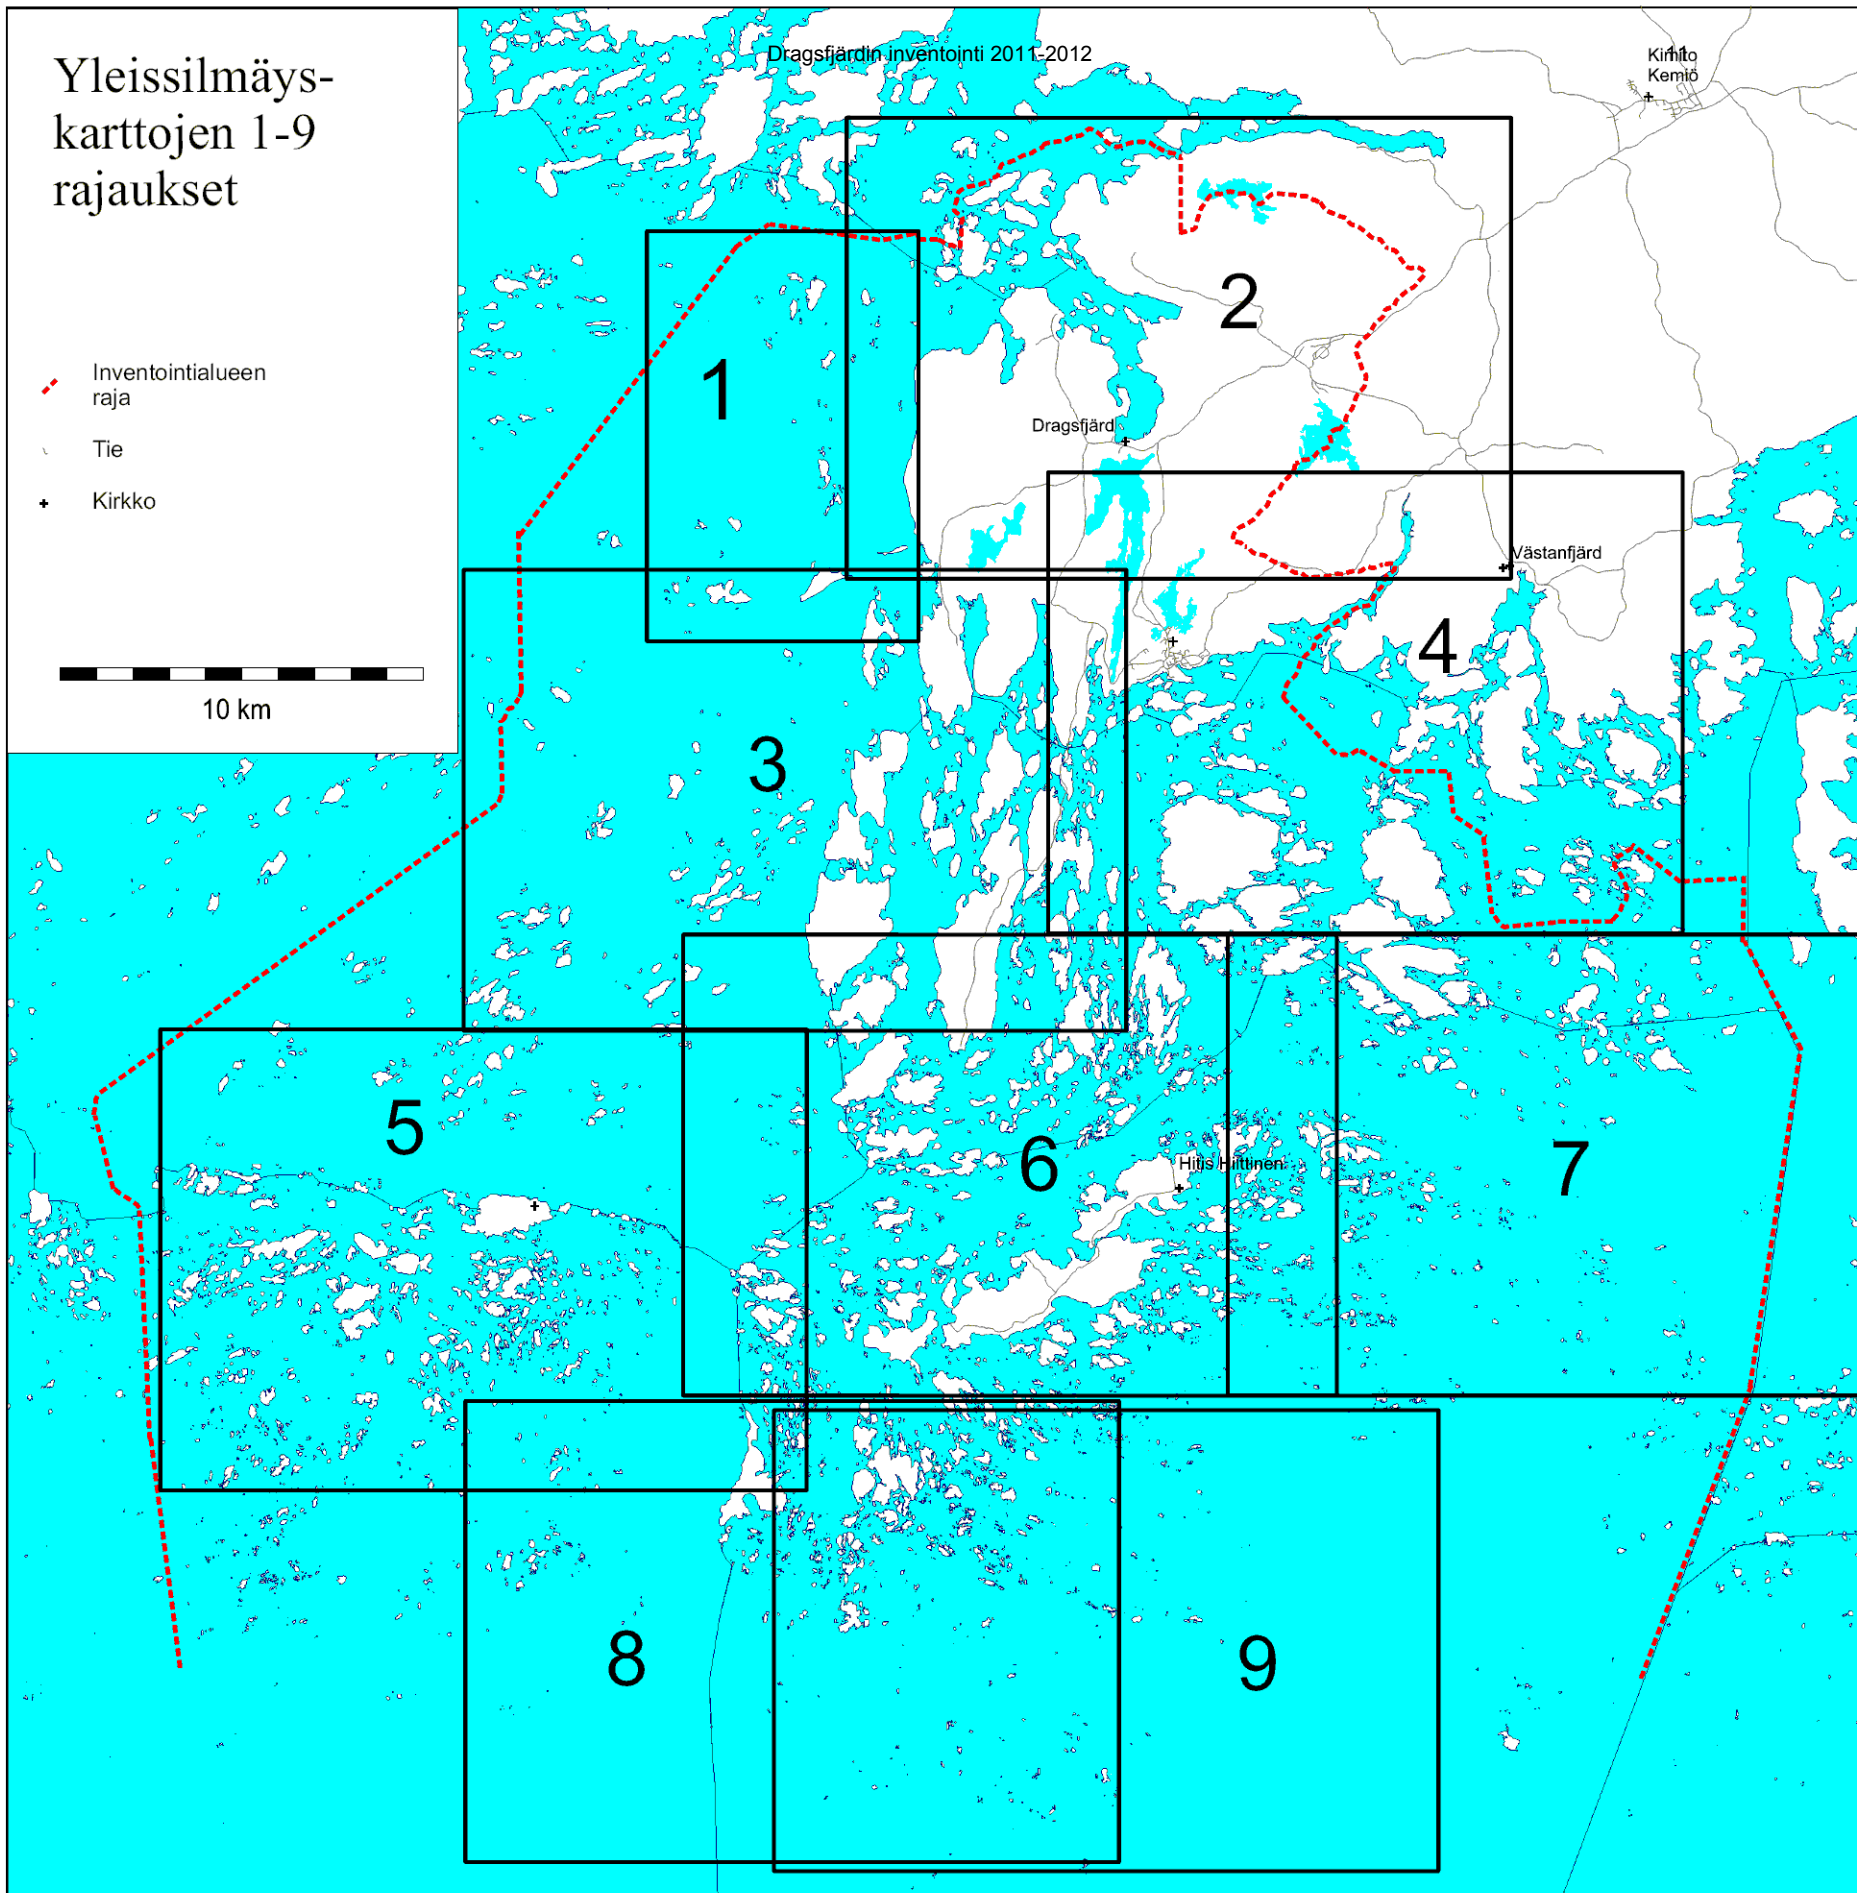 Yleissilmäys-
karttojen 1-9
rajaukset
Inventointialueen
raja
Tie
Kirkko
10 km
Dragsfjärdin inventointi 2011-2012
11
Kimito
Kemiö
2
1
Dragsfjärd
Västanfjärd
4
3
5
6
Hitis Hiittinen
7
8
9